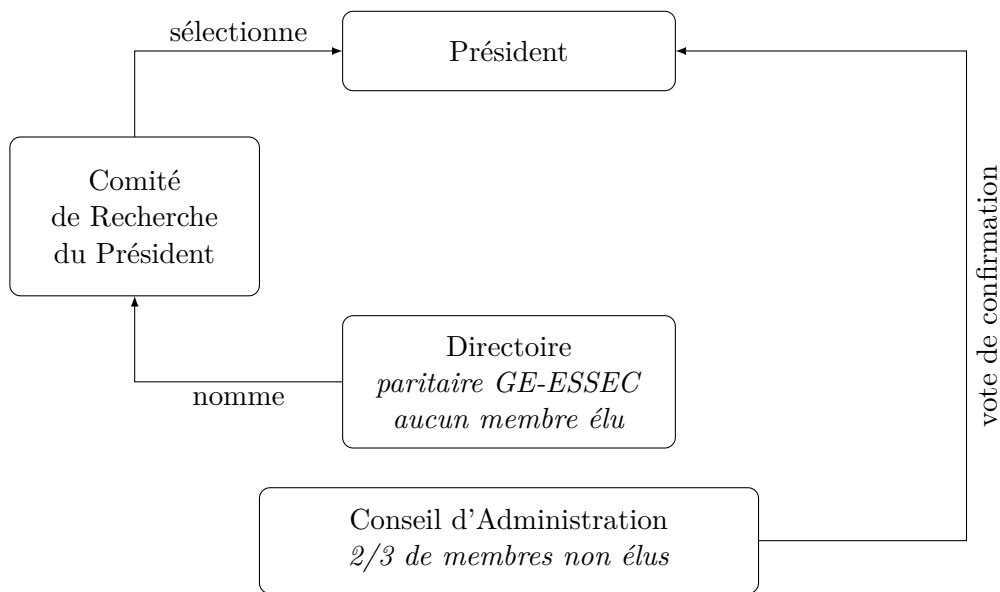 sélectionne
Président
Comité
de Recherche
du Président
Directoire
paritaire GE-ESSEC
aucun membre élu
nomme
vote de confirmation
Conseil d'Administration
2/3 de membres non élus